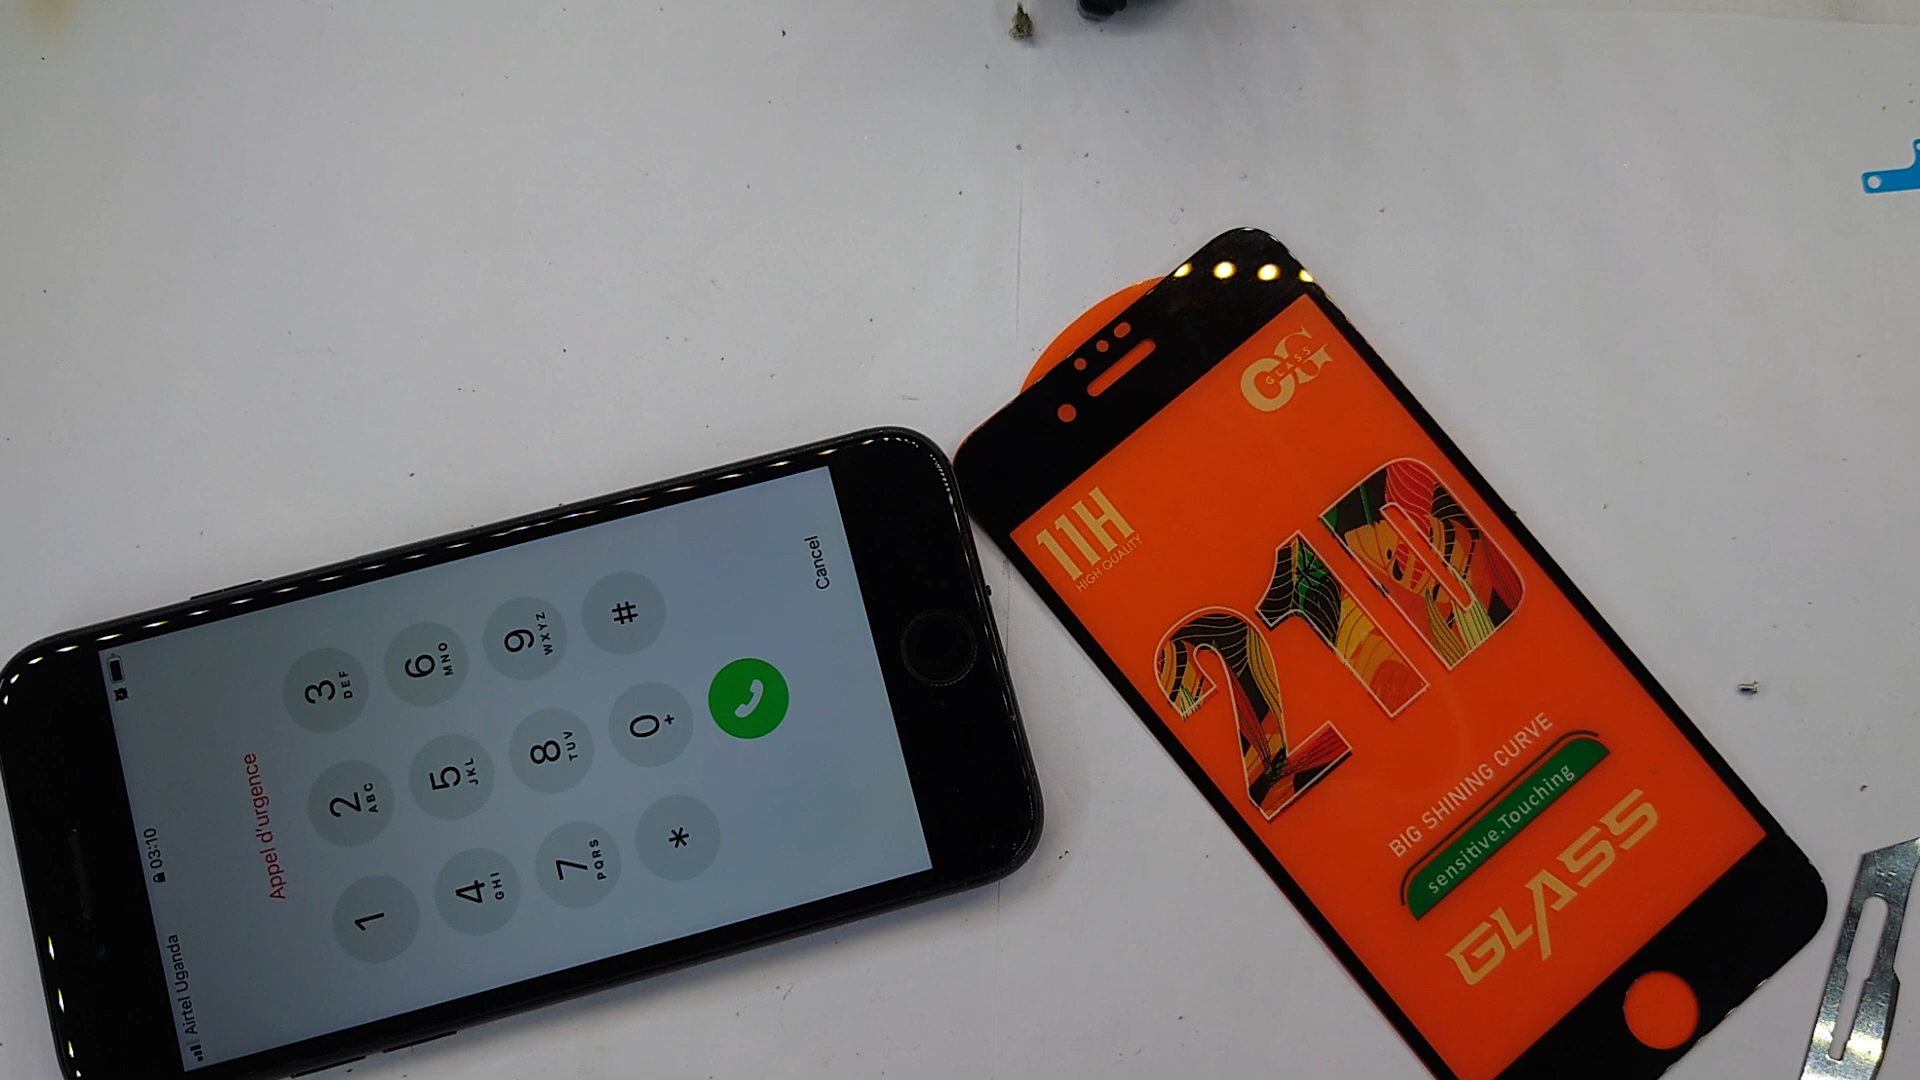 Airtel Uganda
03:10
Appel d'urgence
1
2
ABC
3
DEF
4
GHI
5
JKL
6
MNO
7
PQRS
8
TUV
9
WXYZ
*
0
+
#
Cancel
OG
GLASS
11H
HIGH QUALITY
21D
BIG SHINING CURVE
sensitive.Touching
GLASS